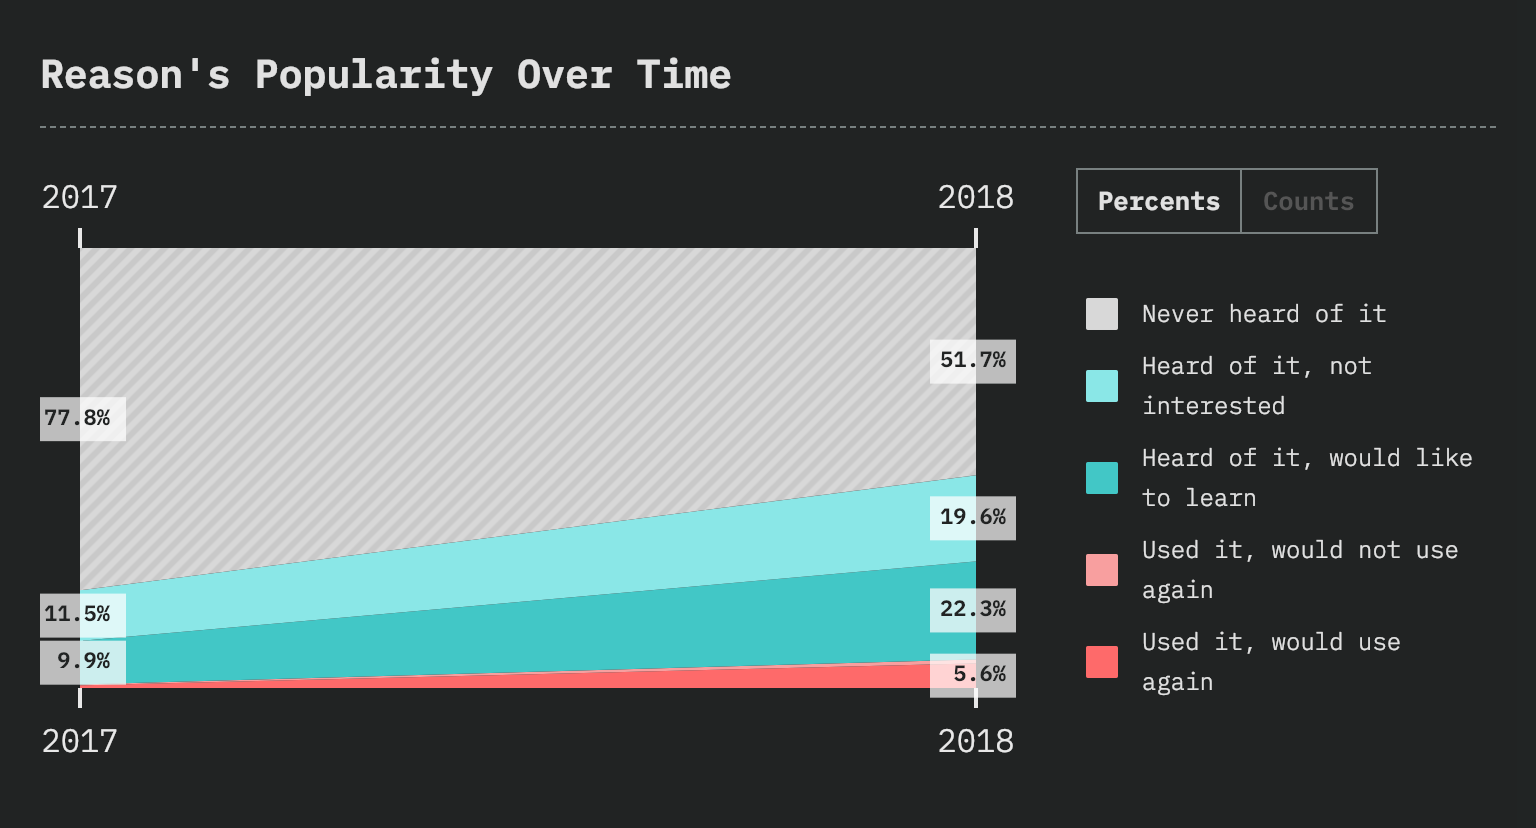 Reason's Popularity Over Time
2017
2018
Percents
Counts
77.8%
11.5%
9.9%
51.7%
19.6%
22.3%
5.6%
2017
2018
Never heard of it
Heard of it, not
interested
Heard of it, would like
to learn
Used it, would not use
again
Used it, would use
again